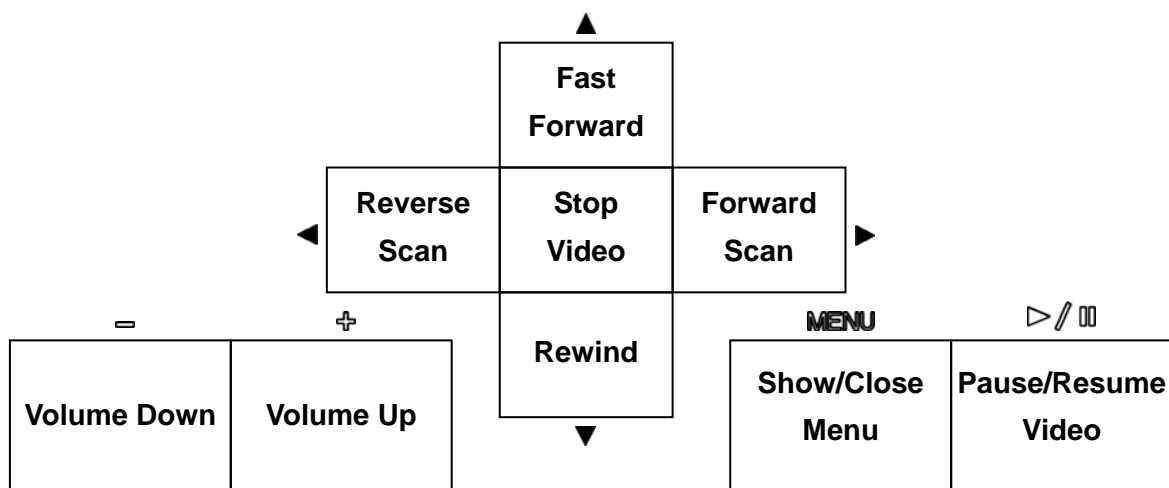 ▲
Fast
Forward
Reverse
Scan
Stop
Video
Forward
Scan
◀
▶
Rewind
▼
–
+
MENU
▷/▯▯
Volume Down
Volume Up
Show/Close
Menu
Pause/Resume
Video